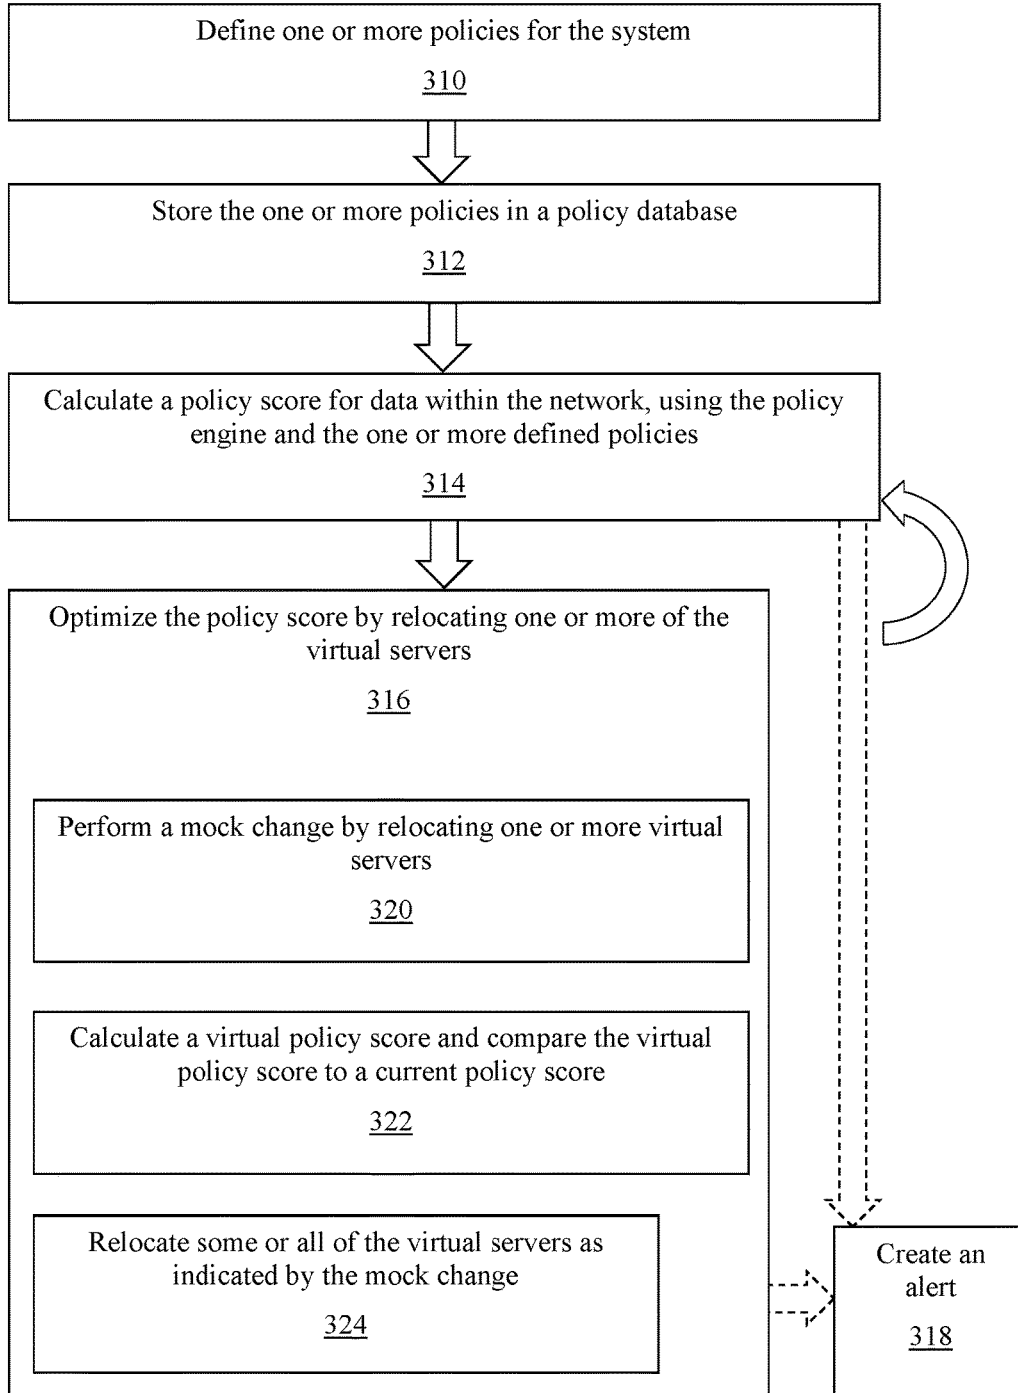 Define one or more policies for the system
310
Store the one or more policies in a policy database
312
Calculate a policy score for data within the network, using the policy
engine and the one or more defined policies
314
Optimize the policy score by relocating one or more of the
virtual servers
316
Perform a mock change by relocating one or more virtual
servers
320
Calculate a virtual policy score and compare the virtual
policy score to a current policy score
322
Relocate some or all of the virtual servers as
indicated by the mock change
324
Create an
alert
318